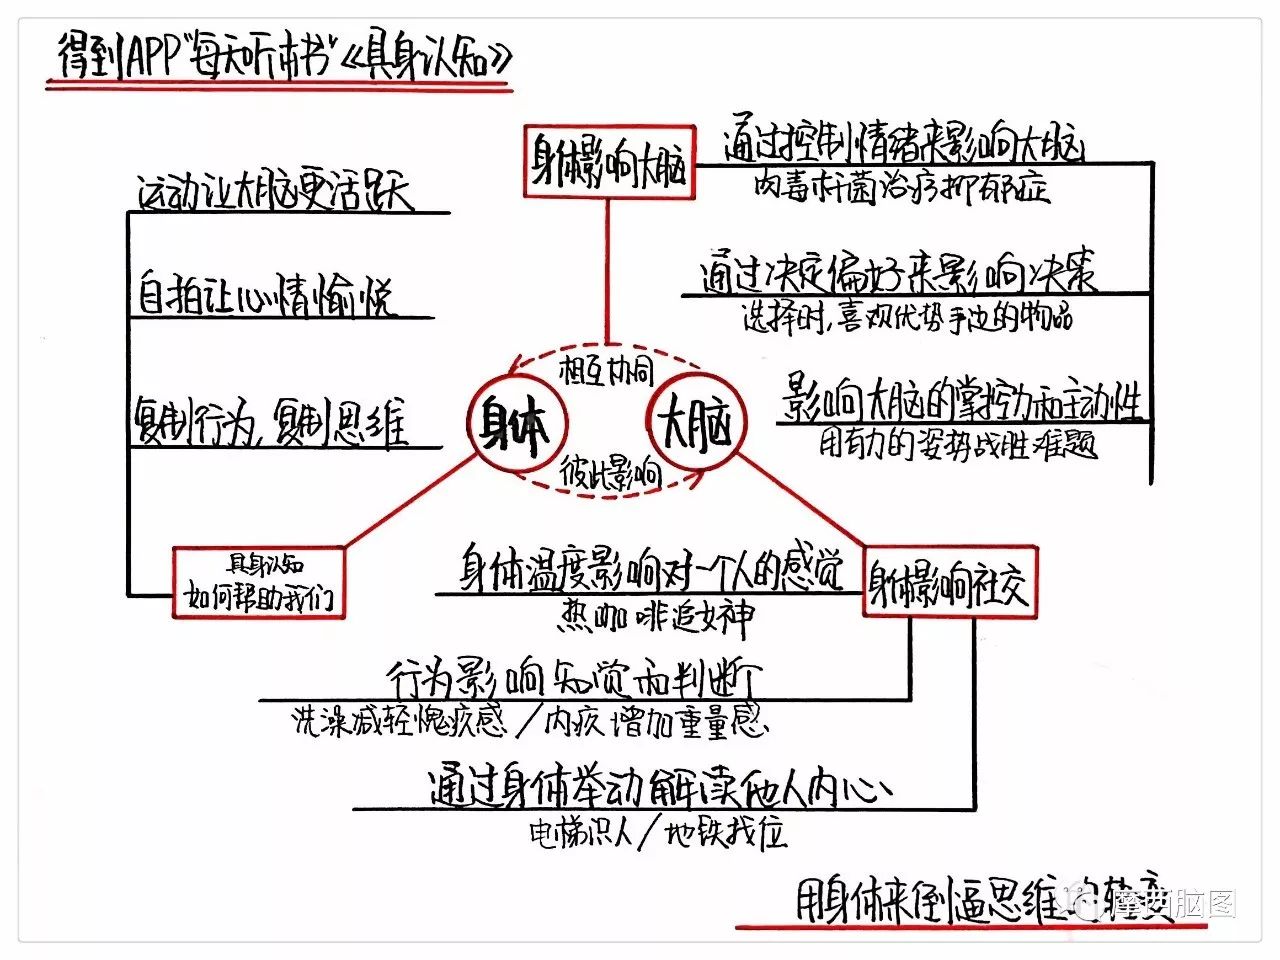 得到APP"每天听本书"《具身认知》
身体影响大脑
通过控制情绪来影响大脑
肉毒杆菌治疗抑郁症
通过决定偏好来影响决策
选择时,喜欢优势手边的物品
影响大脑的掌控力和主动性
用有力的姿势战胜难题
运动让大脑更活跃
自拍让心情愉悦
复制行为,复制思维
具身认知
如何帮助我们
相互协同
身体
大脑
彼此影响
身体影响社交
身体温度影响对一个人的感觉
热咖啡追女神
行为影响知觉和判断
洗澡减轻愧疚感/内疚增加重量感
通过身体举动解读他人内心
电梯识人/地铁找位
用身体来倒逼思维的转变
摩西脑图